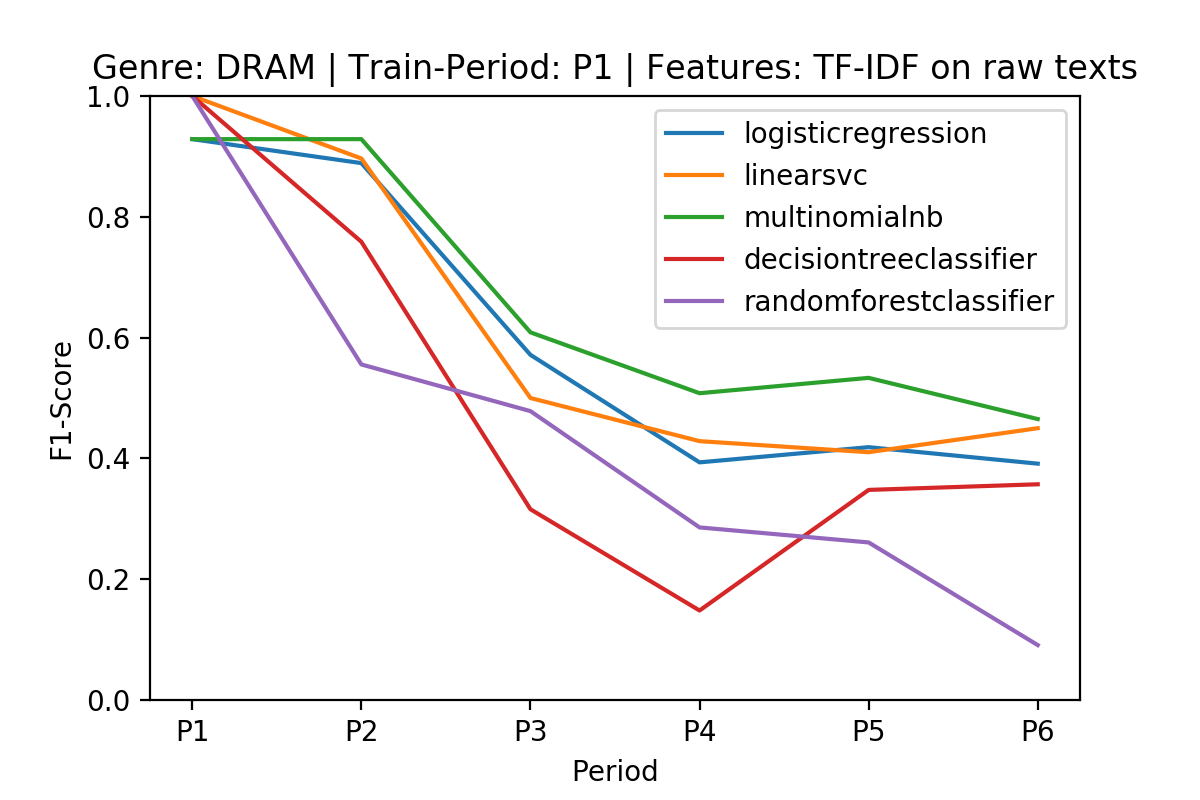 Genre: DRAM | Train-Period: P1 | Features: TF-IDF on raw texts
1.0
0.8
0.6
0.4
0.2
0.0
F1-Score
logisticregression
linearsvc
multinomialnb
decisiontreeclassifier
randomforestclassifier
P1 P2 P3 P4 P5 P6
Period